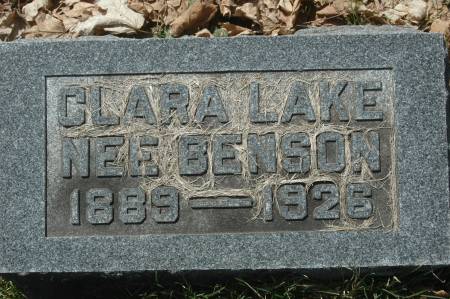 CLARA LAKE
NEE BENSON
1889 — 1926